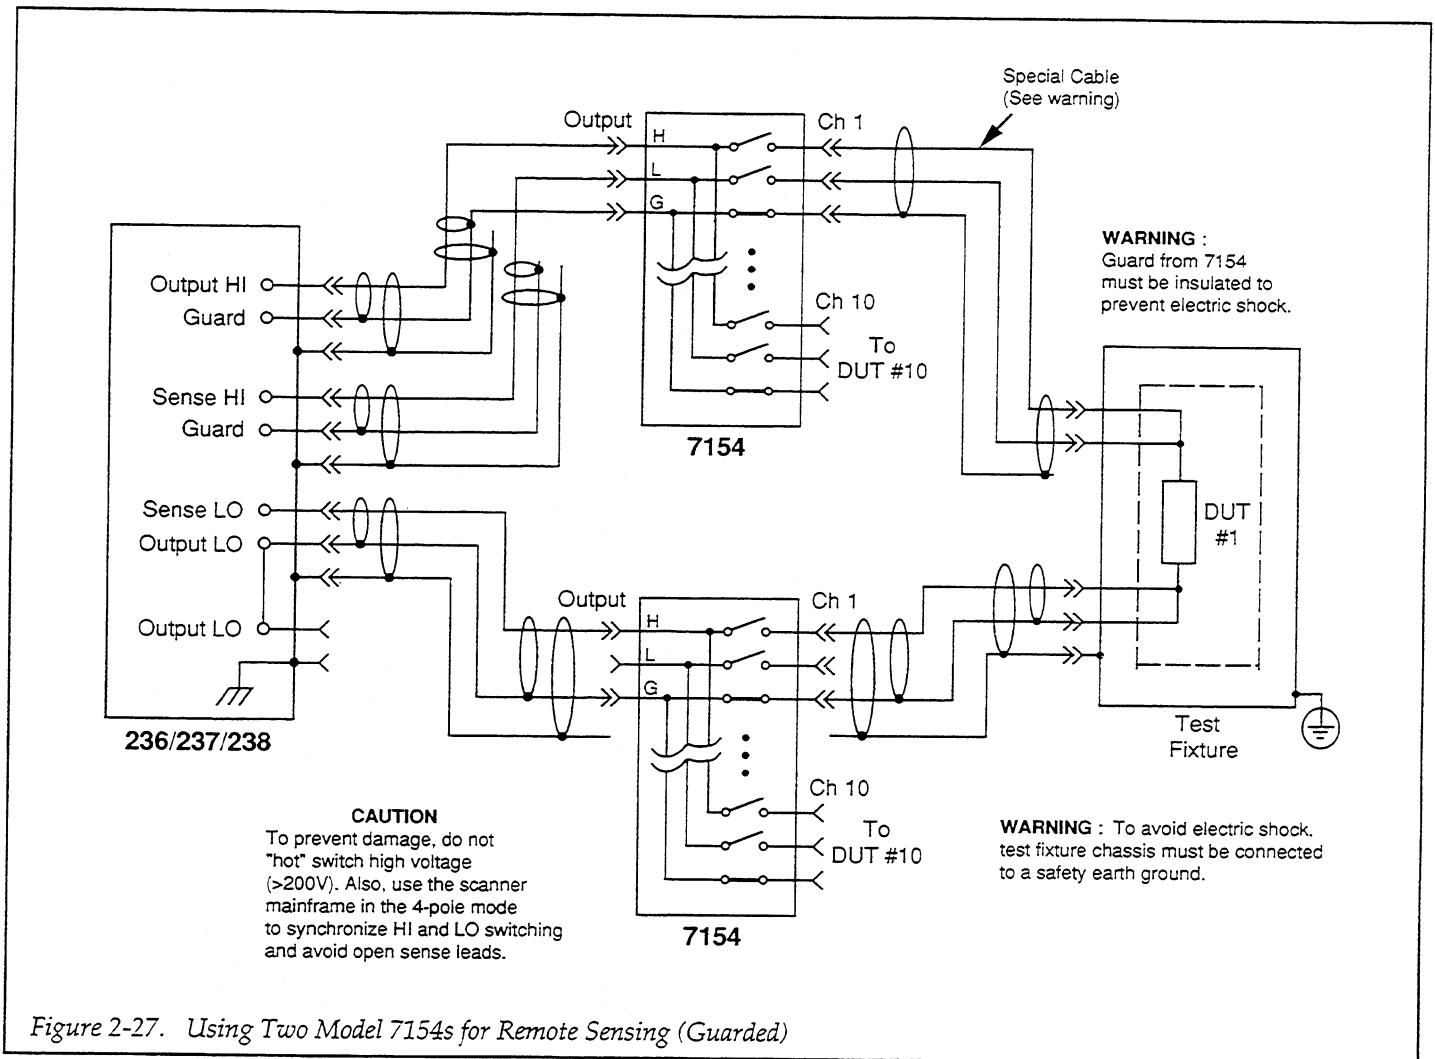 Special Cable
(See warning)
Output
H
L
G
Ch 1
Ch 10
To
DUT #10
7154
WARNING :
Guard from 7154
must be insulated to
prevent electric shock.
Output HI
Guard
Sense HI
Guard
Sense LO
Output LO
Output LO
236/237/238
DUT
#1
Test
Fixture
Output
H
L
G
Ch 1
Ch 10
To
DUT #10
7154
CAUTION
To prevent damage, do not
"hot" switch high voltage
(>200V). Also, use the scanner
mainframe in the 4-pole mode
to synchronize HI and LO switching
and avoid open sense leads.
WARNING : To avoid electric shock.
test fixture chassis must be connected
to a safety earth ground.
Figure 2-27. Using Two Model 7154s for Remote Sensing (Guarded)